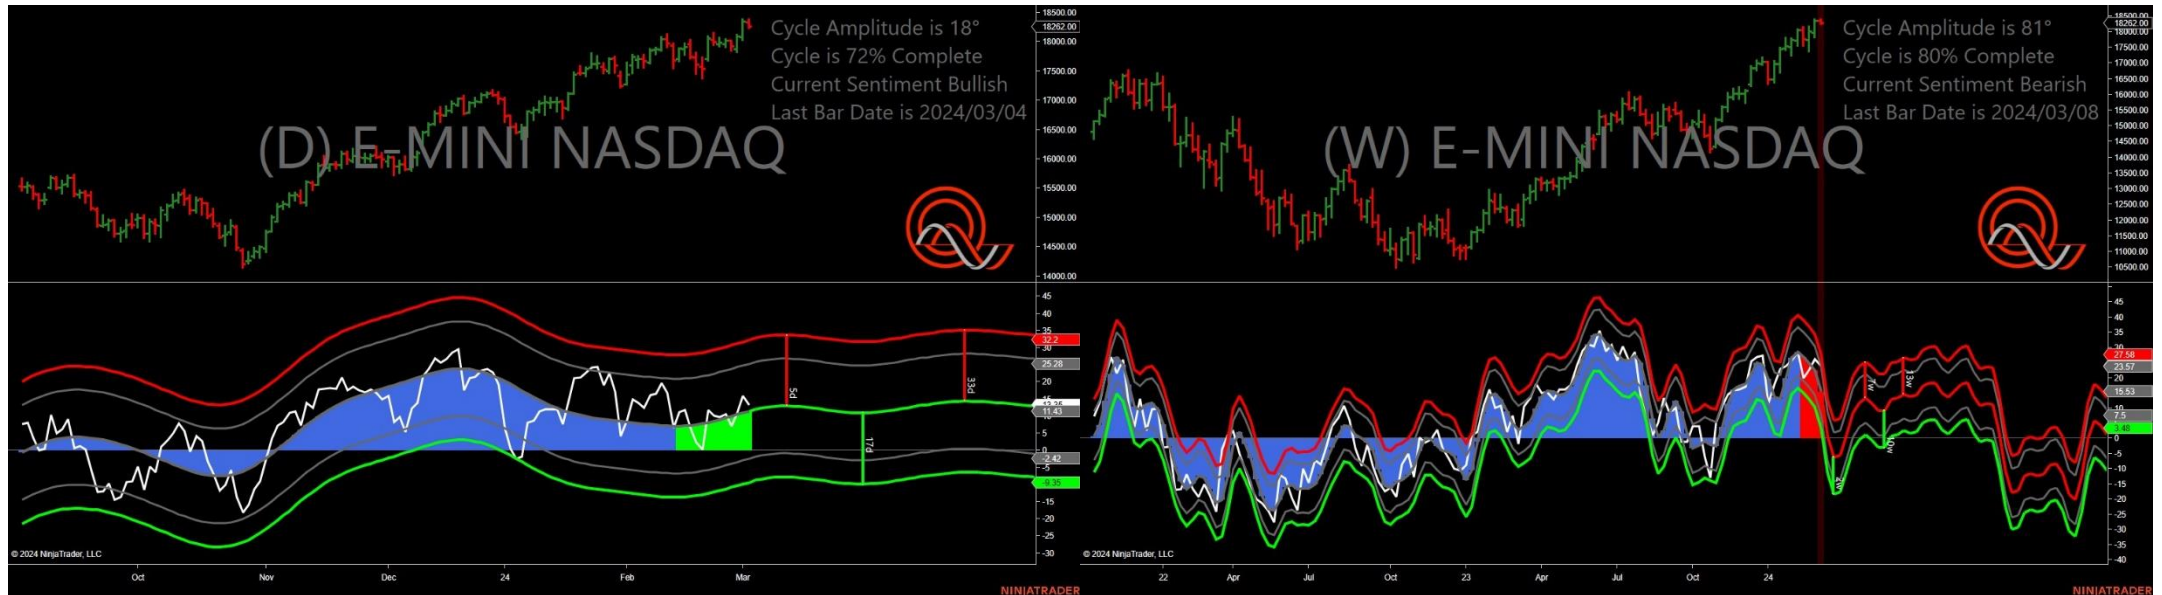 Cycle Amplitude is 18°
Cycle is 72% Complete
Current Sentiment Bullish
Last Bar Date is 2024/03/04
(D) E-MINI NASDAQ
18500.00
18262.00
18000.00
17500.00
17000.00
16500.00
16000.00
15500.00
15000.00
14500.00
14000.00
45
40
35
32.2
30
25.28
20
15
11.43
5
0
-2.42
-5
-9.35
-15
-20
-25
-30
5d
17d
33d
© 2024 NinjaTrader, LLC
Oct Nov Dec 24 Feb Mar
NINJATRADER
Cycle Amplitude is 81°
Cycle is 80% Complete
Current Sentiment Bearish
Last Bar Date is 2024/03/08
(W) E-MINI NASDAQ
18500.00
18262.00
18000.00
17500.00
17000.00
16500.00
16000.00
15500.00
15000.00
14500.00
14000.00
13500.00
13000.00
12500.00
12000.00
11500.00
11000.00
10500.00
45
40
35
30
27.58
23.57
20
15.53
10
7.5
3.48
0
-5
-10
-15
-20
-25
-30
-35
-40
2w
7w
10w
13w
© 2024 NinjaTrader, LLC
22 Apr Jul Oct 23 Apr Jul Oct 24
NINJATRADER